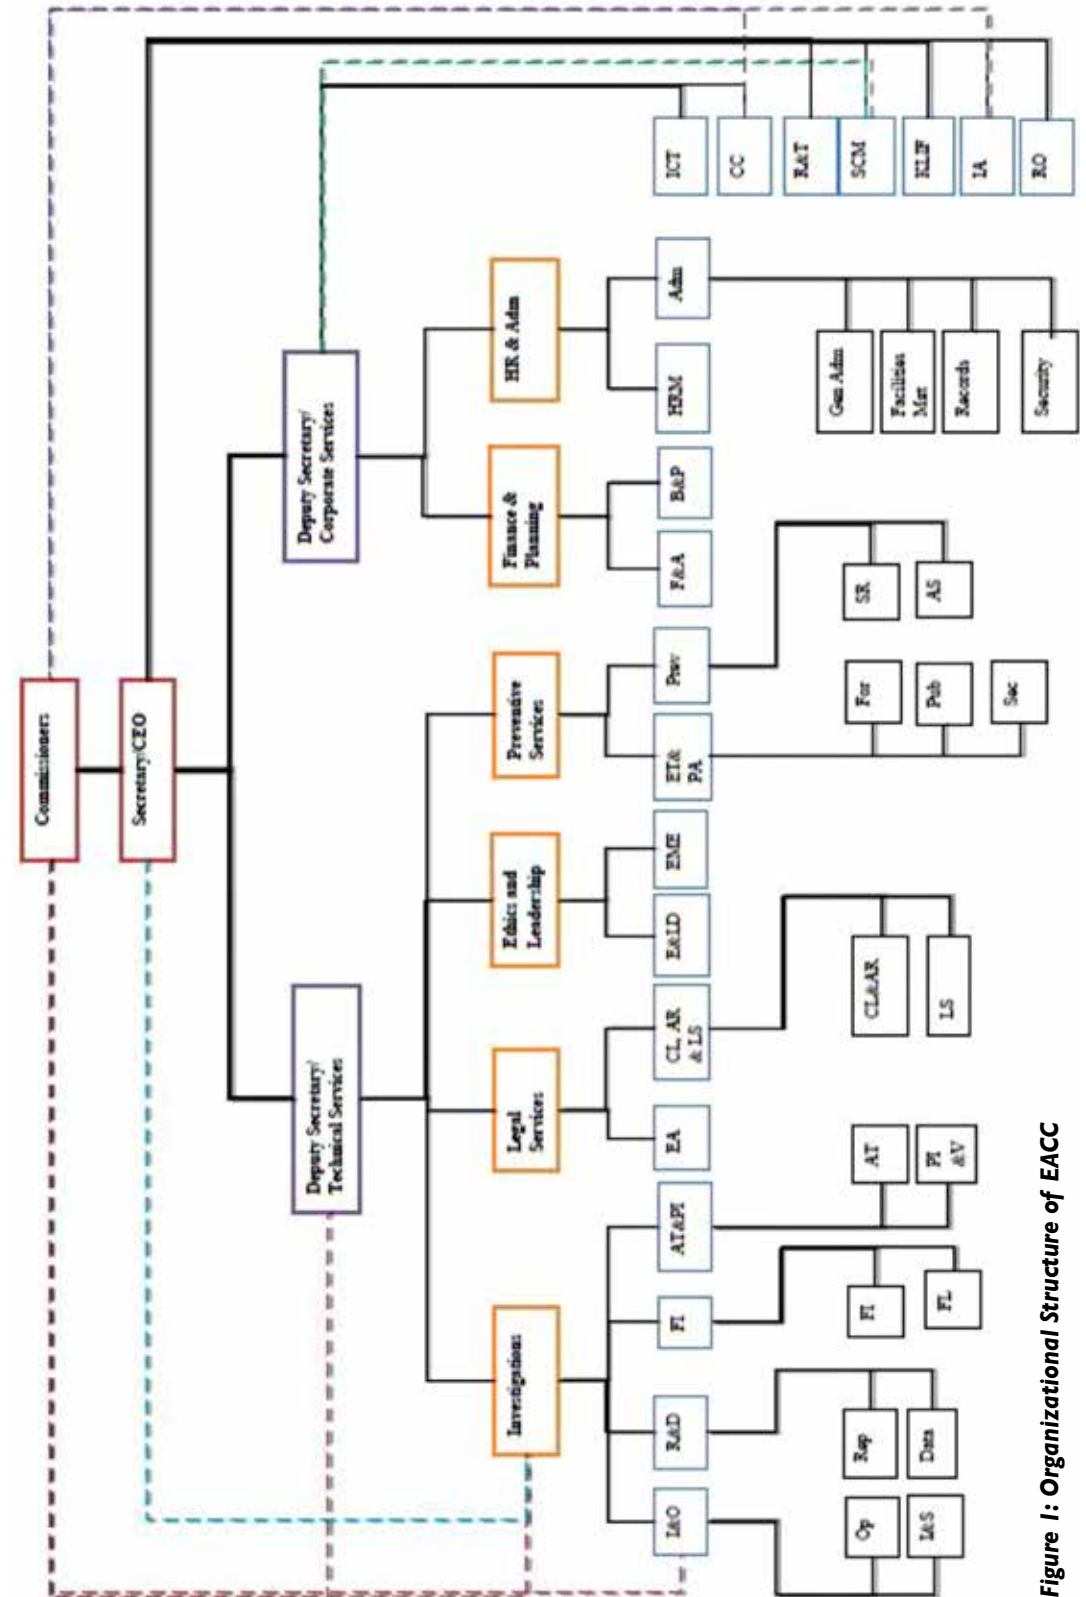 Commissioners
Secretary/CEO
Deputy Secretary/
Technical Services
Deputy Secretary/
Corporate Services
Investigations
Legal
Services
Ethics and
Leadership
Preventive
Services
Finance &
Planning
HR & Adm
I&O
R&D
FI
AT&PI
EA
CL, AR
& LS
E&LD
EME
ET&
PA
Prev
F&A
B&P
HRM
Adm
ICT
CC
R&T
SCM
KLIF
IA
RO
Op
I&S
Rep
Data
FI
FL
AT
PI
&V
CL&AR
LS
For
Pub
Sec
SR
AS
Gen Adm
Facilities
Mgt
Records
Security
Figure 1: Organizational Structure of EACC